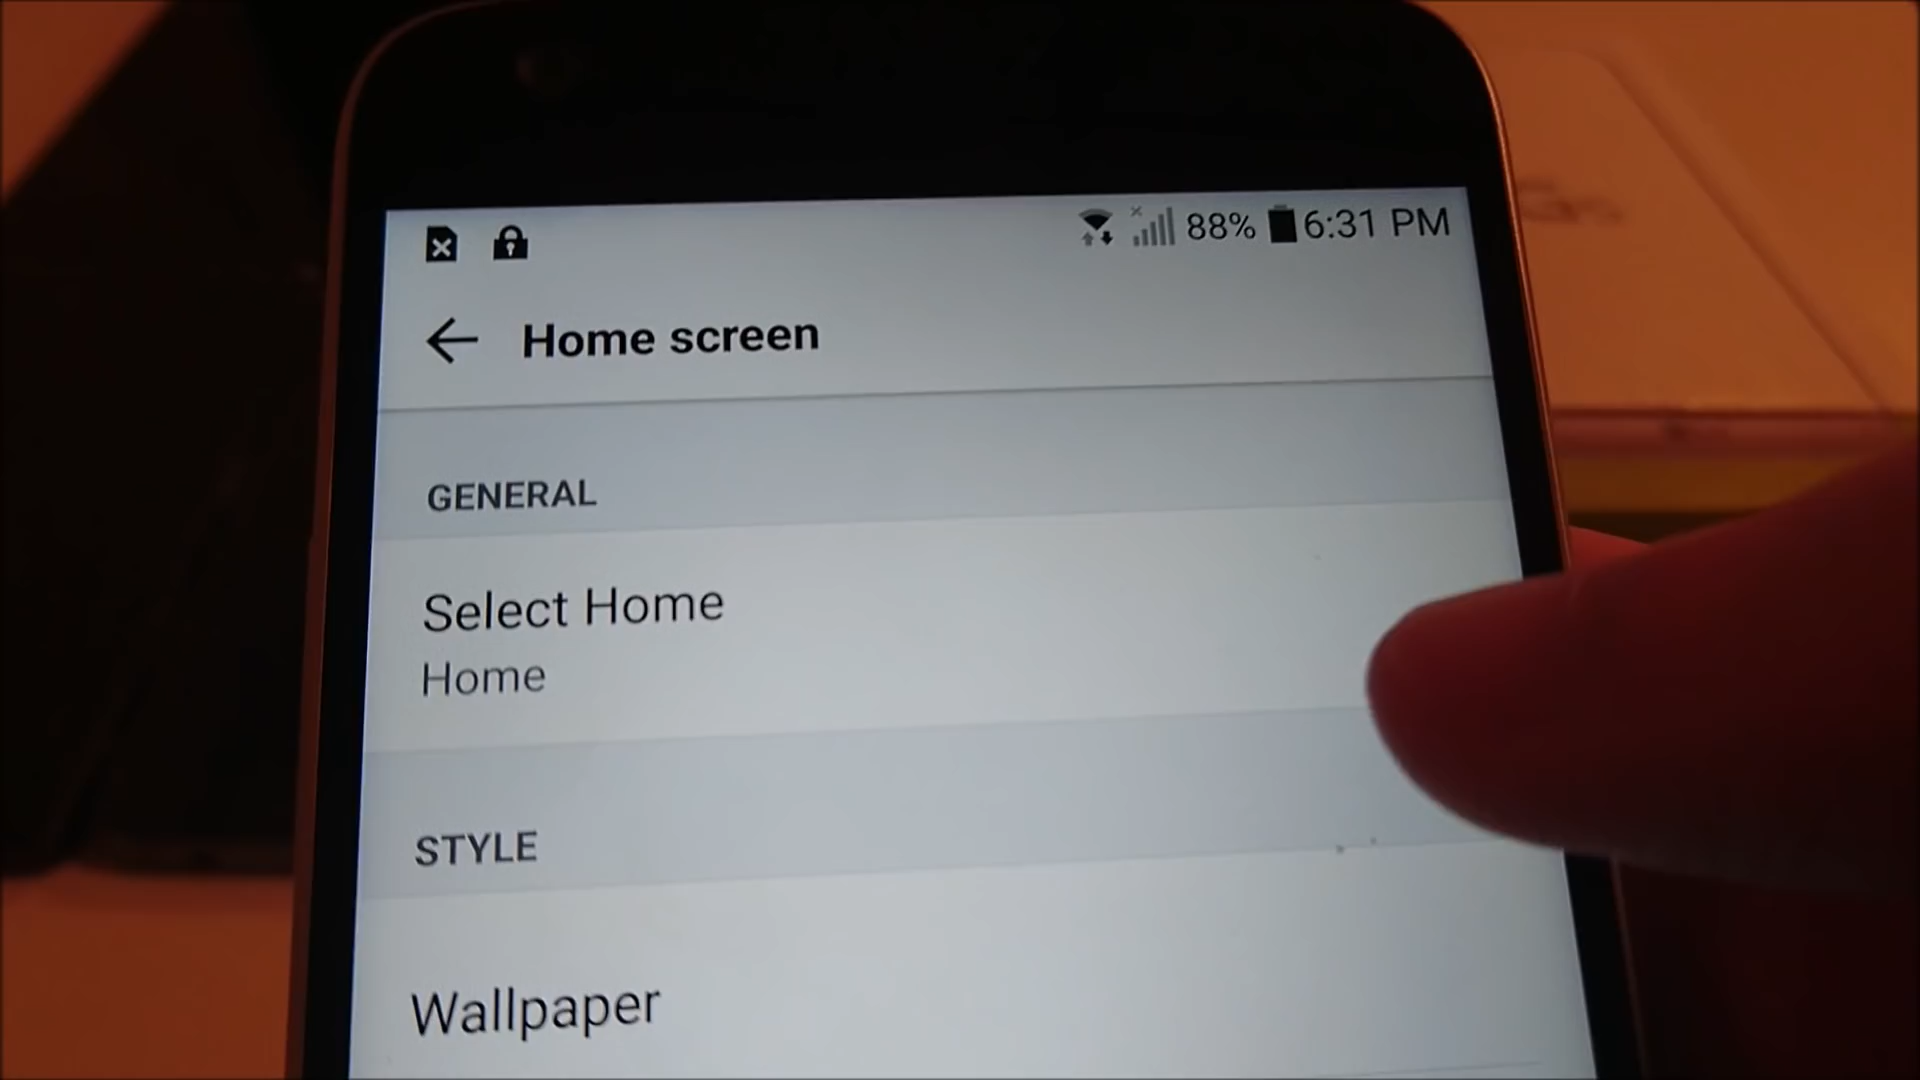 88% 6:31 PM
Home screen
GENERAL
Select Home
Home
STYLE
Wallpaper